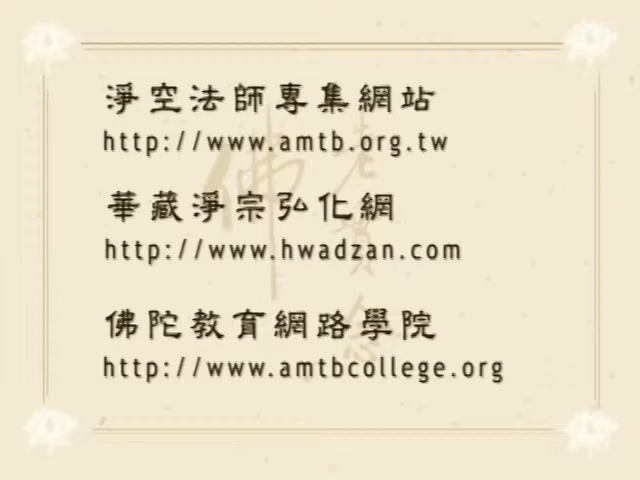 淨空法師專集網站
http://www.amtb.org.tw
華藏淨宗弘化網
http://www.hwadzan.com
佛陀教育網路學院
http://www.amtbcollege.org
佛